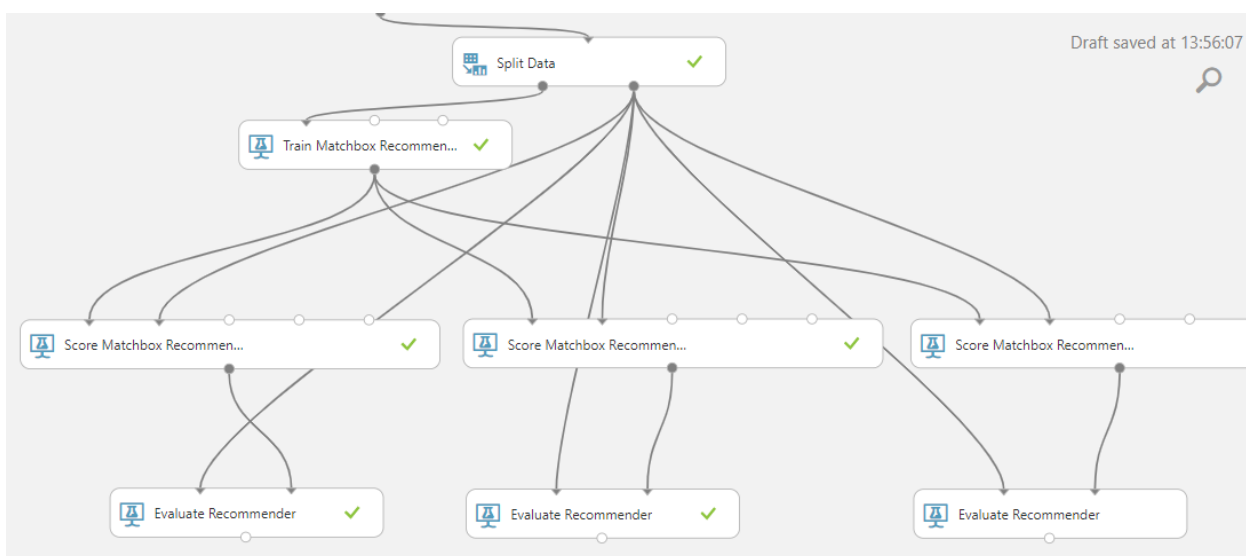 Draft saved at 13:56:07
Split Data
Train Matchbox Recommen...
Score Matchbox Recommen...
Score Matchbox Recommen...
Score Matchbox Recommen...
Evaluate Recommender
Evaluate Recommender
Evaluate Recommender